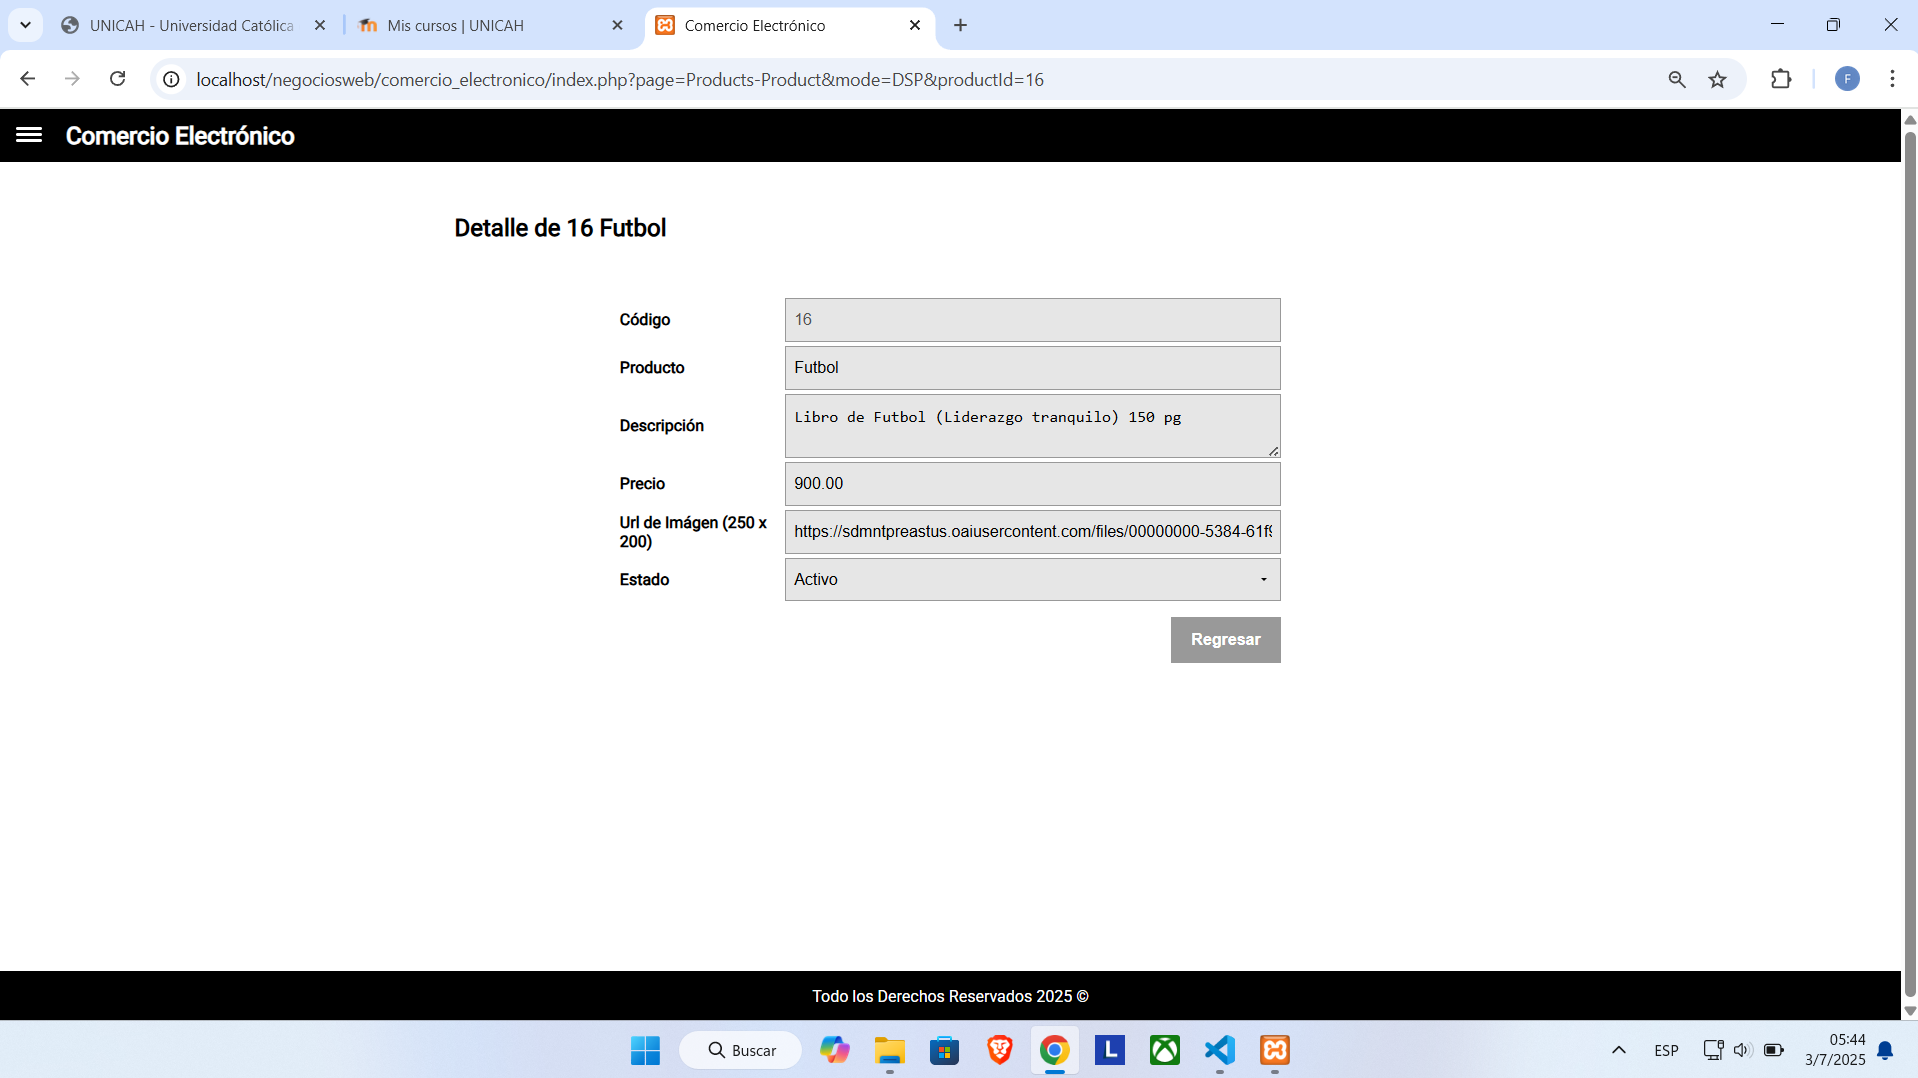 UNICAH - Universidad Católica
Mis cursos | UNICAH
Comercio Electrónico
localhost/negociosweb/comercio_electronico/index.php?page=Products-Product&mode=DSP&productId=16
F
Comercio Electrónico
Detalle de 16 Futbol
Código
16
Producto
Futbol
Descripción
Libro de Futbol (Liderazgo tranquilo) 150 pg
Precio
900.00
Url de Imágen (250 x
200)
https://sdmntpreastus.oaiusercontent.com/files/00000000-5384-61f9
Estado
Activo
Regresar
Todo los Derechos Reservados 2025 ©
Buscar
L
ESP
05:44
3/7/2025